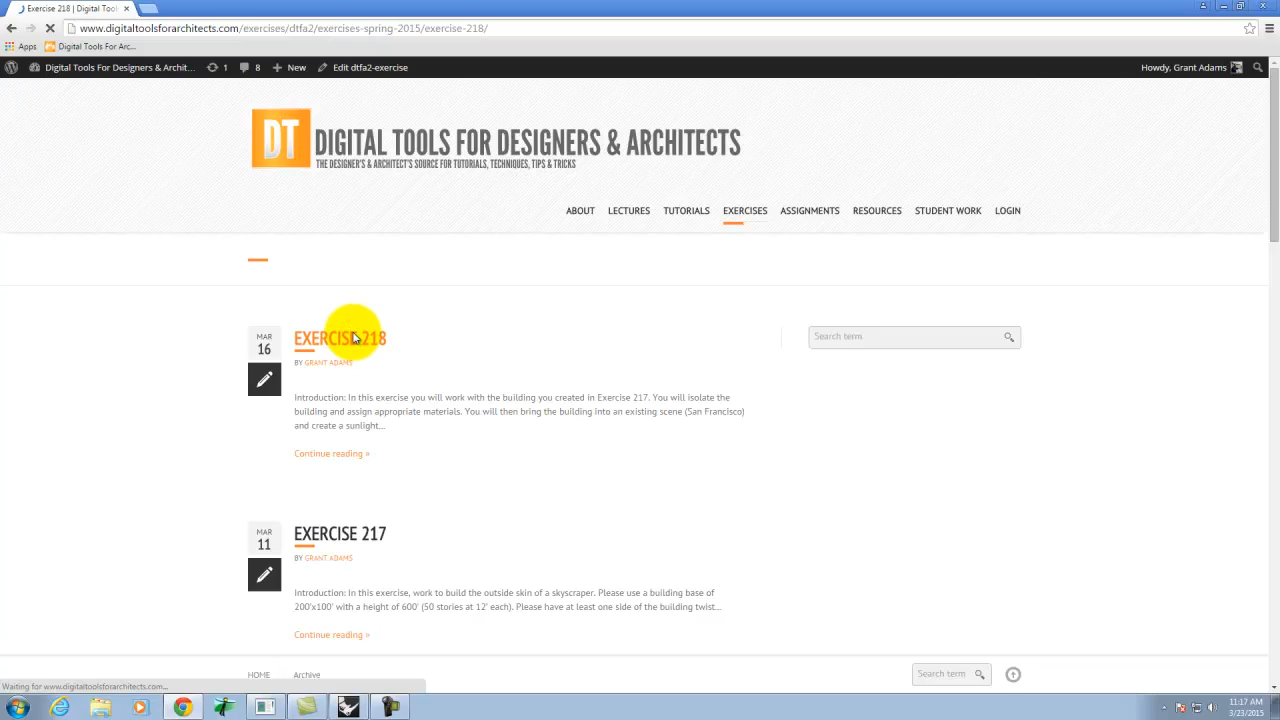 Exercise 218 | Digital Tool
www.digitaltoolsforarchitects.com/exercises/dtfa2/exercises-spring-2015/exercise-218/
Apps Digital Tools For Arc...
Digital Tools For Designers & Archit... 1 8 New Edit dtfa2-exercise Howdy, Grant Adams
DT DIGITAL TOOLS FOR DESIGNERS & ARCHITECTS
THE DESIGNER'S & ARCHITECT'S SOURCE FOR TUTORIALS, TECHNIQUES, TIPS & TRICKS
ABOUT LECTURES TUTORIALS EXERCISES ASSIGNMENTS RESOURCES STUDENT WORK LOGIN
MAR
16
EXERCISE 218
BY GRANT ADAMS
Search term
Introduction: In this exercise you will work with the building you created in Exercise 217. You will isolate the
building and assign appropriate materials. You will then bring the building into an existing scene (San Francisco)
and create a sunlight...
Continue reading »
MAR
11
EXERCISE 217
BY GRANT ADAMS
Introduction: In this exercise, work to build the outside skin of a skyscraper. Please use a building base of
200'x100' with a height of 600' (50 stories at 12' each). Please have at least one side of the building twist...
Continue reading »
HOME Archive Search term
Waiting for www.digitaltoolsforarchitects.com...
11:17 AM
3/23/2015